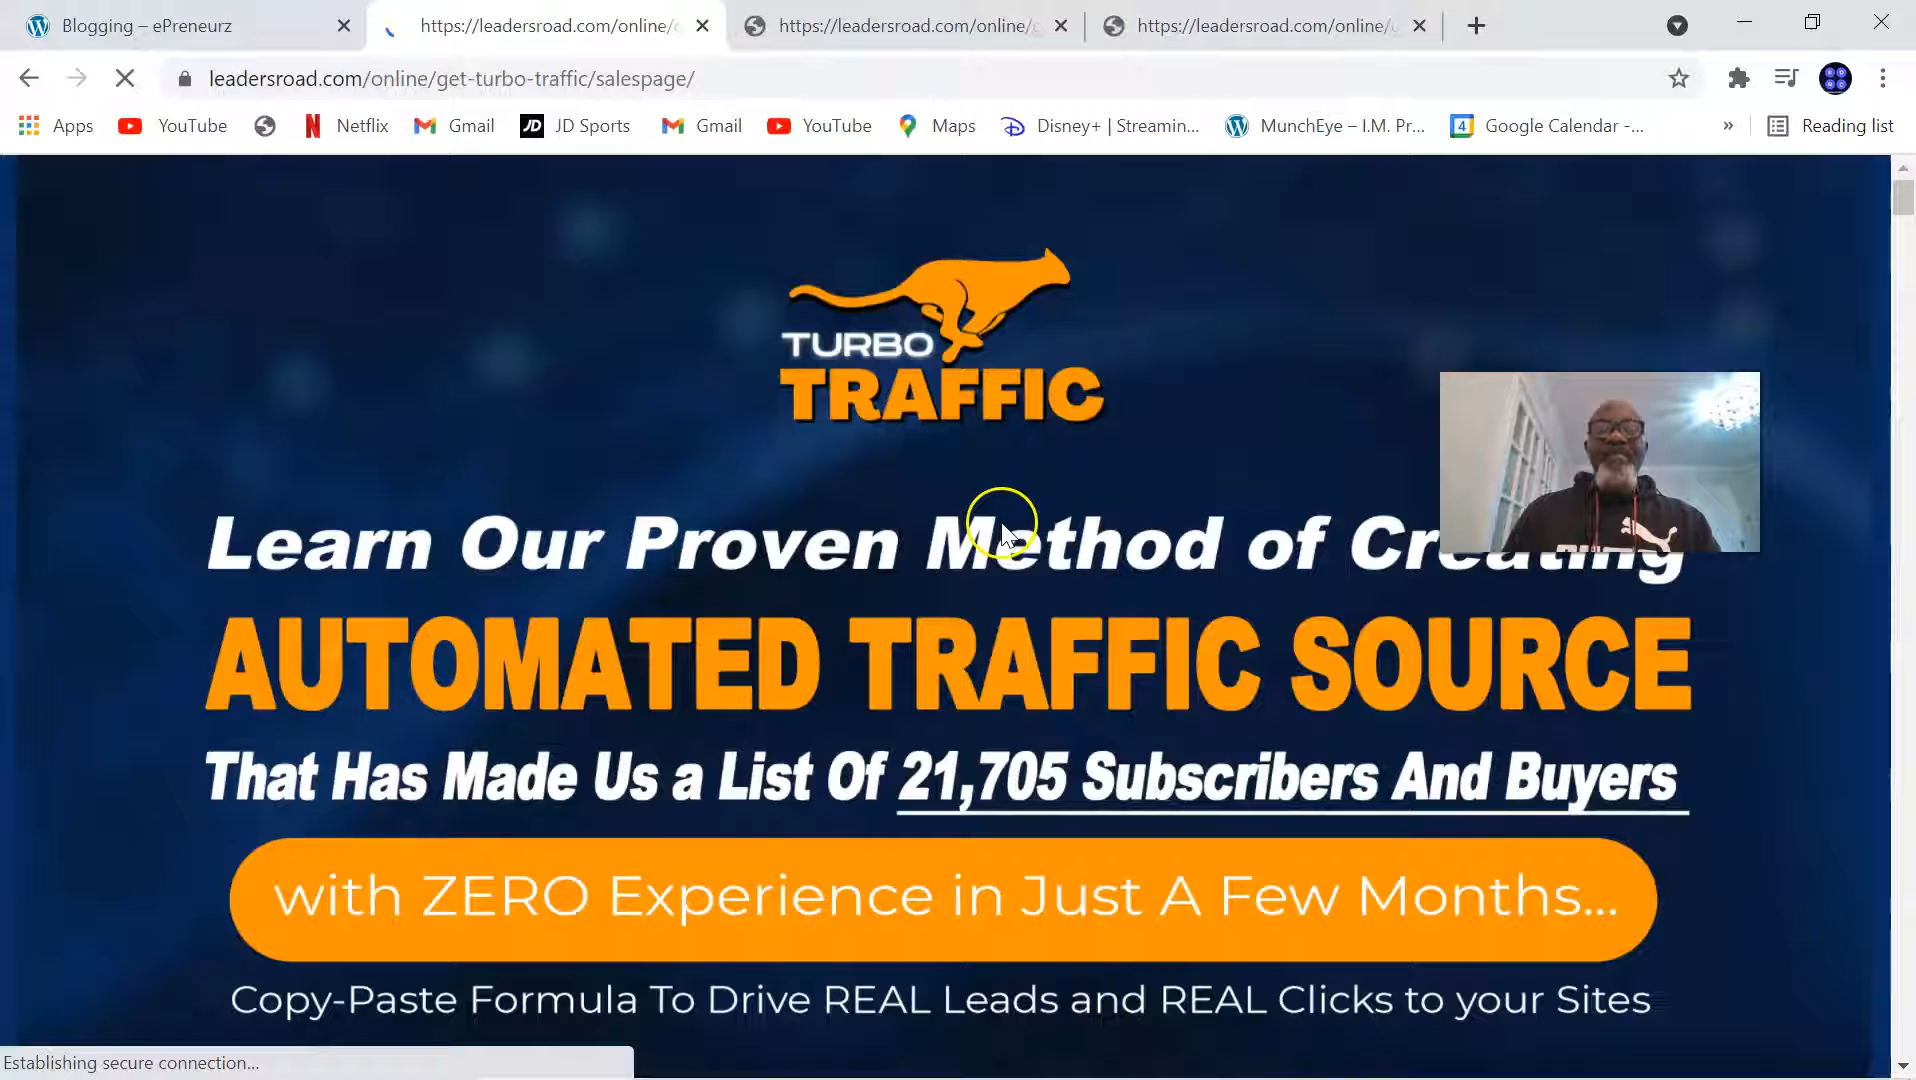 Blogging – ePreneurz
https://leadersroad.com/online/
https://leadersroad.com/online/
https://leadersroad.com/online/
leadersroad.com/online/get-turbo-traffic/salespage/
Apps
YouTube
Netflix
JD
JD Sports
Gmail
Gmail
YouTube
Maps
Disney+ | Streamin...
MunchEye – I.M. Pr...
4
Google Calendar -...
»
Reading list
TURBO
TRAFFIC
Learn Our Proven Method of Creating
AUTOMATED TRAFFIC SOURCE
That Has Made Us a List Of 21,705 Subscribers And Buyers
with ZERO Experience in Just A Few Months...
Copy-Paste Formula To Drive REAL Leads and REAL Clicks to your Sites
Establishing secure connection...